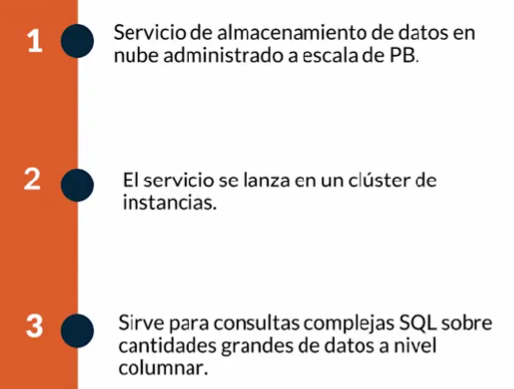 1
Servicio de almacenamiento de datos en
nube administrado a escala de PB.
2
El servicio se lanza en un clúster de
instancias.
3
Sirve para consultas complejas SQL sobre
cantidades grandes de datos a nivel
columnar.